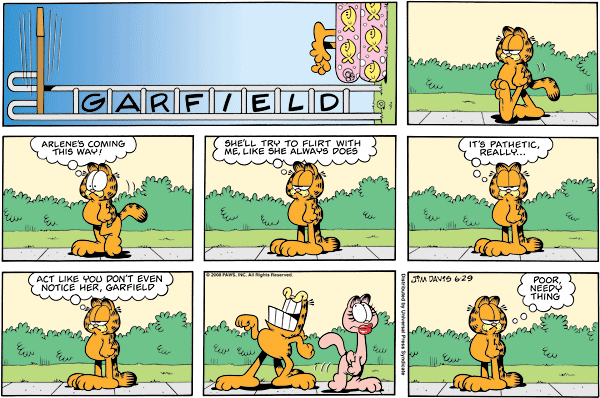 GARFIELD
ARLENE'S COMING
THIS WAY!
SHE'LL TRY TO FLIRT WITH
ME, LIKE SHE ALWAYS DOES
IT'S PATHETIC,
REALLY...
ACT LIKE YOU DON'T EVEN
NOTICE HER, GARFIELD
© 2008 PAWS, INC. All Rights Reserved.
Distributed by Universal Press Syndicate
JIM DAVIS 6·29
POOR,
NEEDY
THING